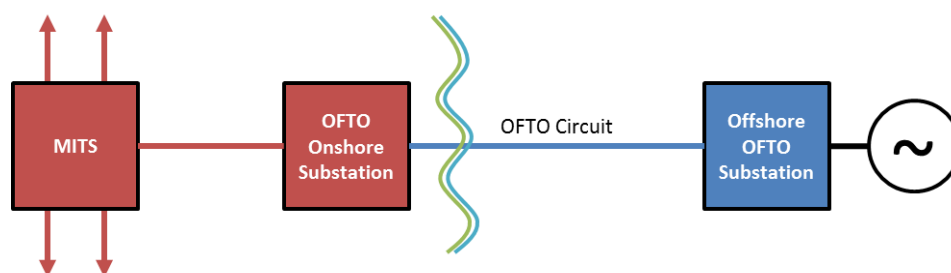 MITS
OFTO
Onshore
Substation
OFTO Circuit
Offshore
OFTO
Substation
~